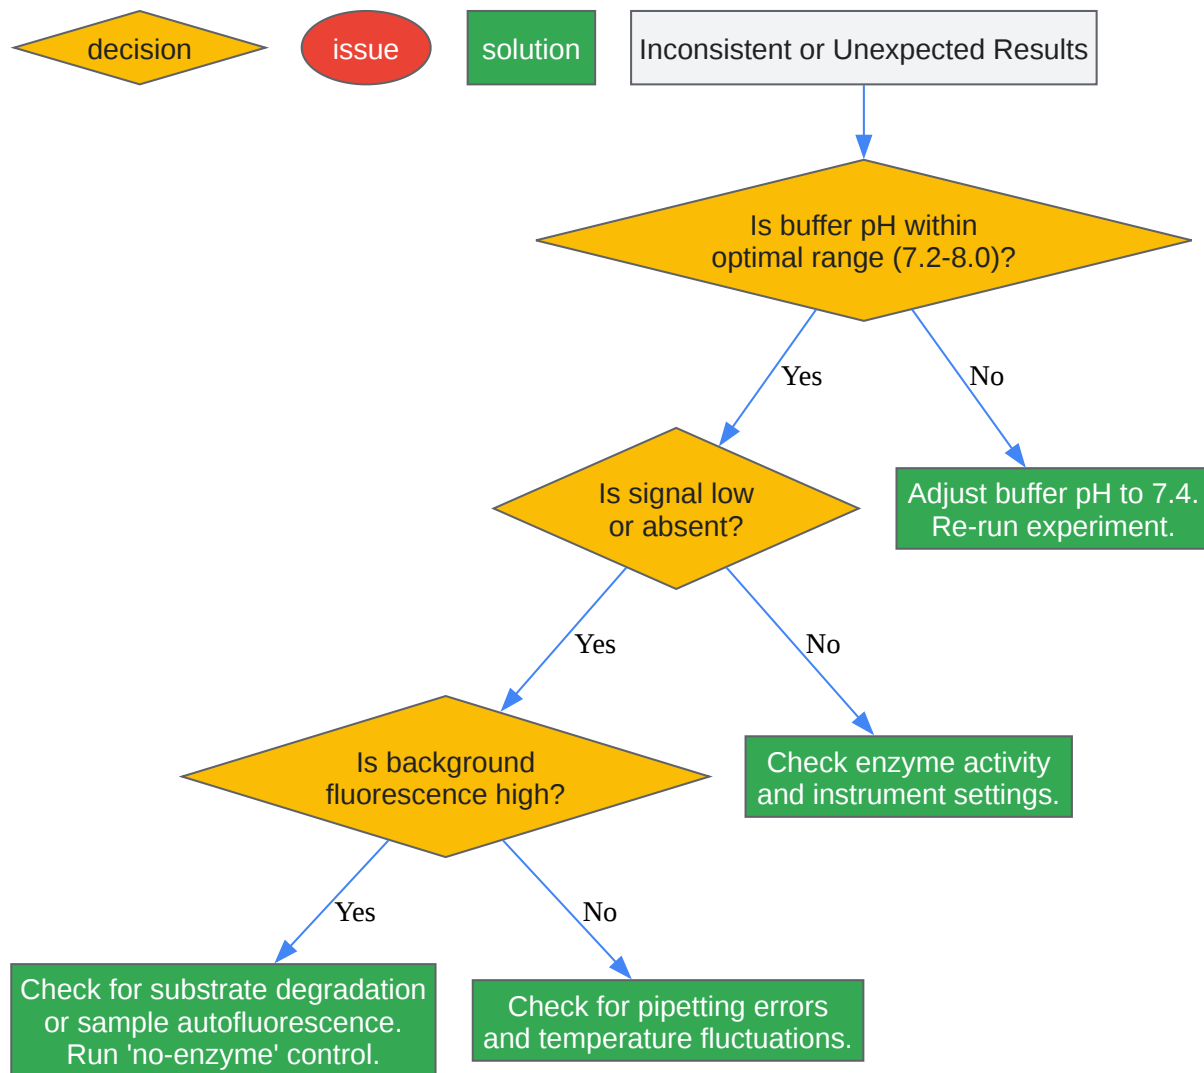 decision
issue
solution
Inconsistent or Unexpected Results
Is buffer pH within
optimal range (7.2-8.0)?
Yes
No
Is signal low
or absent?
Adjust buffer pH to 7.4.
Re-run experiment.
Yes
No
Is background
fluorescence high?
Check enzyme activity
and instrument settings.
Yes
No
Check for substrate degradation
or sample autofluorescence.
Run 'no-enzyme' control.
Check for pipetting errors
and temperature fluctuations.